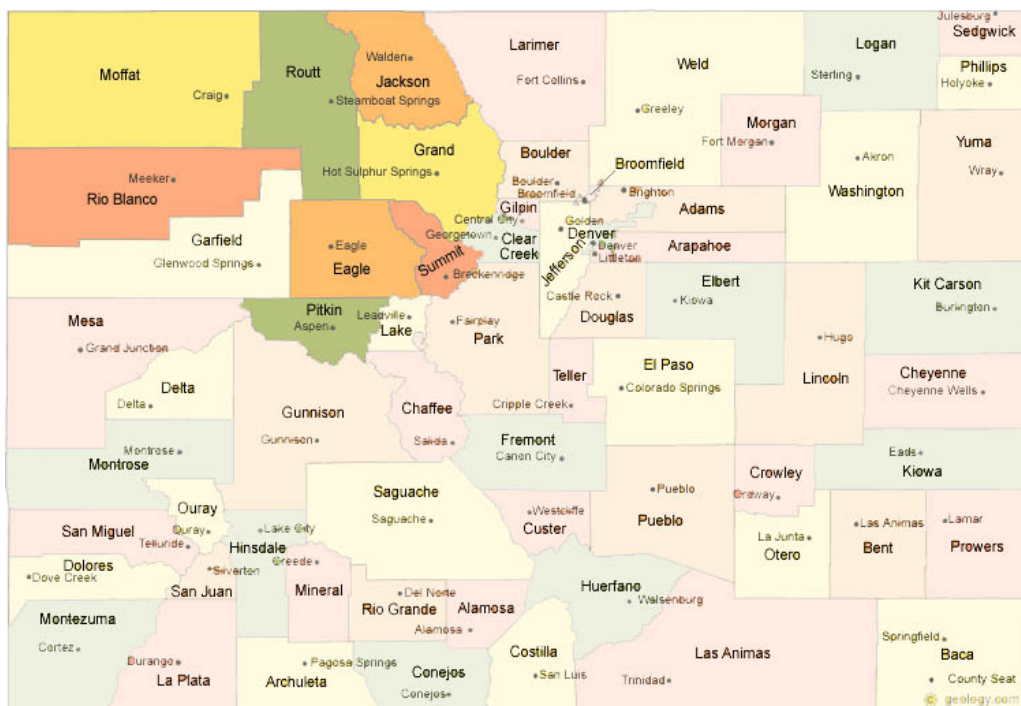 Julesburg
Sedgwick
Moffat
Craig
Routt
Steamboat Springs
Walden
Jackson
Larimer
Fort Collins
Weld
Greeley
Logan
Sterling
Phillips
Holyoke
Morgan
Fort Morgan
Yuma
Wray
Akron
Washington
Rio Blanco
Meeker
Grand
Hot Sulphur Springs
Boulder
Boulder
Broomfield
Broomfield
Brighton
Adams
Gilpin
Central City
Georgetown
Clear
Creek
Golden
Jefferson
Denver
Denver
Littleton
Arapahoe
Garfield
Glenwood Springs
Eagle
Eagle
Summit
Breckenridge
Castle Rock
Douglas
Elbert
Kiowa
Kit Carson
Burlington
Mesa
Grand Junction
Pitkin
Aspen
Leadville
Lake
Fairplay
Park
Hugo
Lincoln
Delta
Delta
Gunnison
Gunnison
Chaffee
Salida
Teller
Cripple Creek
El Paso
Colorado Springs
Cheyenne
Cheyenne Wells
Montrose
Montrose
Fremont
Canon City
Eads
Kiowa
Crowley
Ordway
Ouray
Ouray
San Miguel
Telluride
Lake City
Hinsdale
Saguache
Saguache
Westcliffe
Custer
Pueblo
Pueblo
La Junta
Otero
Las Animas
Bent
Lamar
Prowers
Dolores
Dove Creek
Silverton
San Juan
Creede
Mineral
Del Norte
Rio Grande
Alamosa
Alamosa
Huerfano
Walsenburg
Montezuma
Cortez
Durango
La Plata
Pagosa Springs
Archuleta
Conejos
Conejos
Costilla
San Luis
Las Animas
Trinidad
Springfield
Baca
County Seat
geology.com